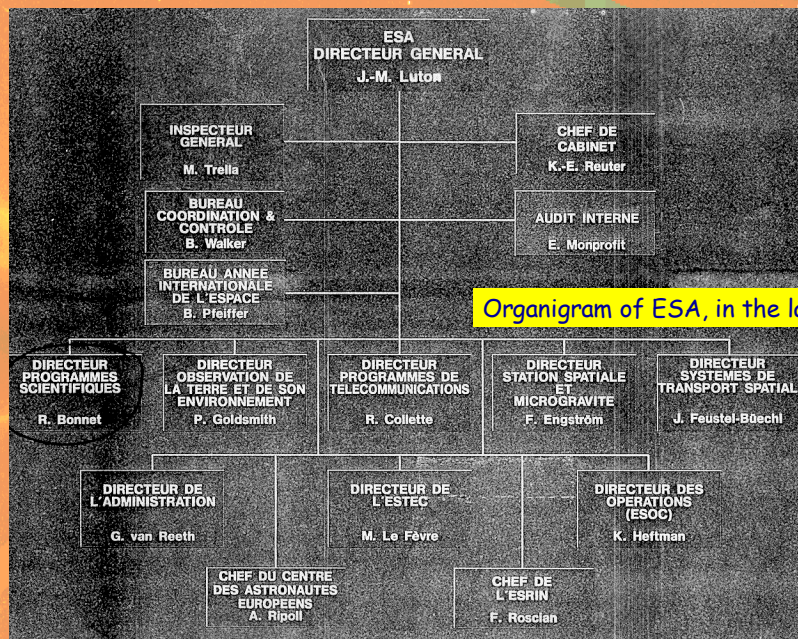 ESA
DIRECTEUR GENERAL
J.-M. Luton
INSPECTEUR
GENERAL
M. Trella
CHEF DE
CABINET
K.-E. Reuter
BUREAU
COORDINATION &
CONTRÔLE
B. Walker
AUDIT INTERNE
E. Monprofit
BUREAU ANNEE
INTERNATIONALE
DE L'ESPACE
B. Pfeiffer
Organigram of ESA, in the la
DIRECTEUR
PROGRAMMES
SCIENTIFIQUES
R. Bonnet
DIRECTEUR
OBSERVATION DE
LA TERRE ET DE SON
ENVIRONNEMENT
P. Goldsmith
DIRECTEUR
PROGRAMMES DE
TELECOMMUNICATIONS
R. Collette
DIRECTEUR
STATION SPATIALE
ET
MICROGRAVITE
F. Engström
DIRECTEUR
SYSTEMES DE
TRANSPORT SPATIAL
J. Feustel-Büechl
DIRECTEUR DE
L'ADMINISTRATION
G. van Reeth
DIRECTEUR DE
L'ESTEC
M. Le Fèvre
DIRECTEUR DES
OPERATIONS
(ESOC)
K. Heftman
CHEF DU CENTRE
DES ASTRONAUTES
EUROPEENS
A. Ripoll
CHEF DE
L'ESRIN
F. Roscian